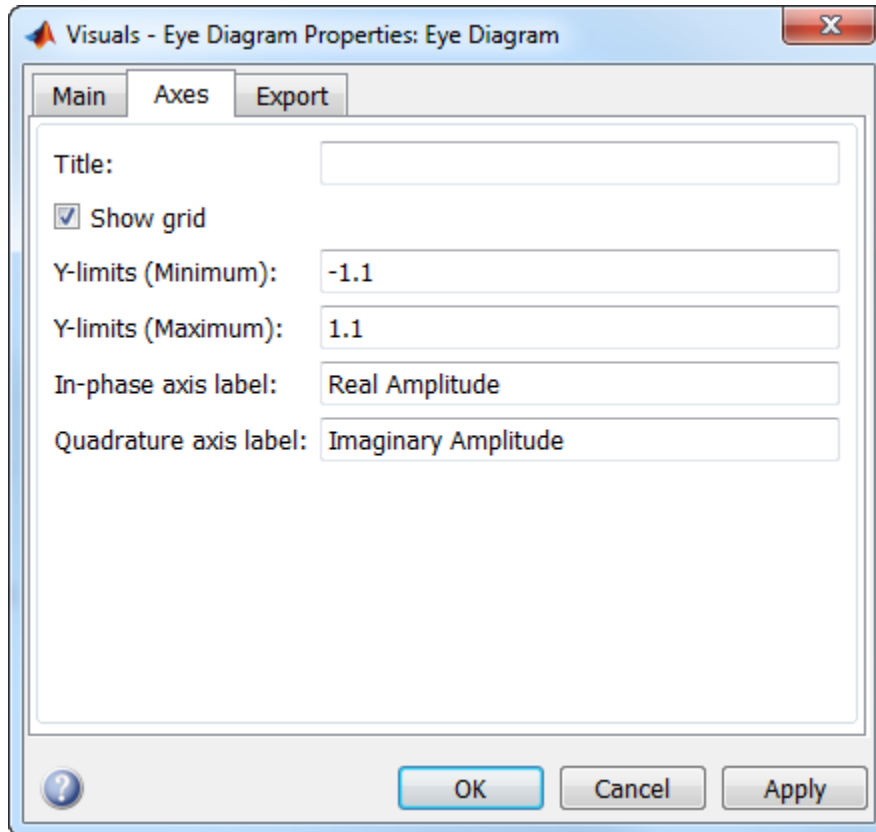 Visuals - Eye Diagram Properties: Eye Diagram
Main Axes Export
Title:
Show grid
Y-limits (Minimum): -1.1
Y-limits (Maximum): 1.1
In-phase axis label: Real Amplitude
Quadrature axis label: Imaginary Amplitude
? OK Cancel Apply